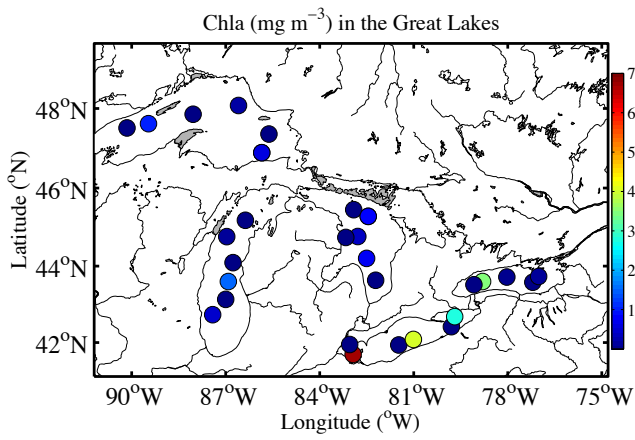 Chla (mg m⁻³) in the Great Lakes
48°N
46°N
44°N
42°N
Latitude (°N)
90°W 87°W 84°W 81°W 78°W 75°W
Longitude (°W)
7
6
5
4
3
2
1